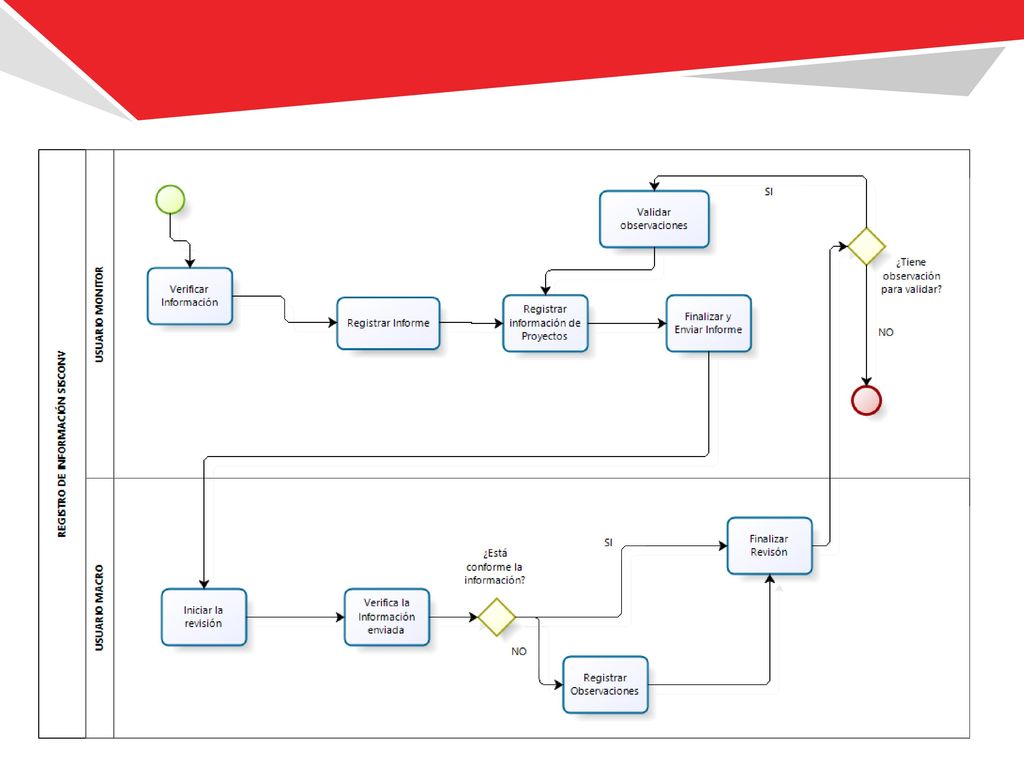 REGISTRO DE INFORMACIÓN SISCONV
USUARIO MONITOR
Verificar
Información
Registrar Informe
Registrar
información de
Proyectos
Validar
observaciones
Finalizar y
Enviar Informe
SI
¿Tiene
observación
para validar?
NO
USUARIO MACRO
Iniciar la
revisión
Verifica la
Información
enviada
¿Está
conforme la
información?
SI
NO
Registrar
Observaciones
Finalizar
Revisón